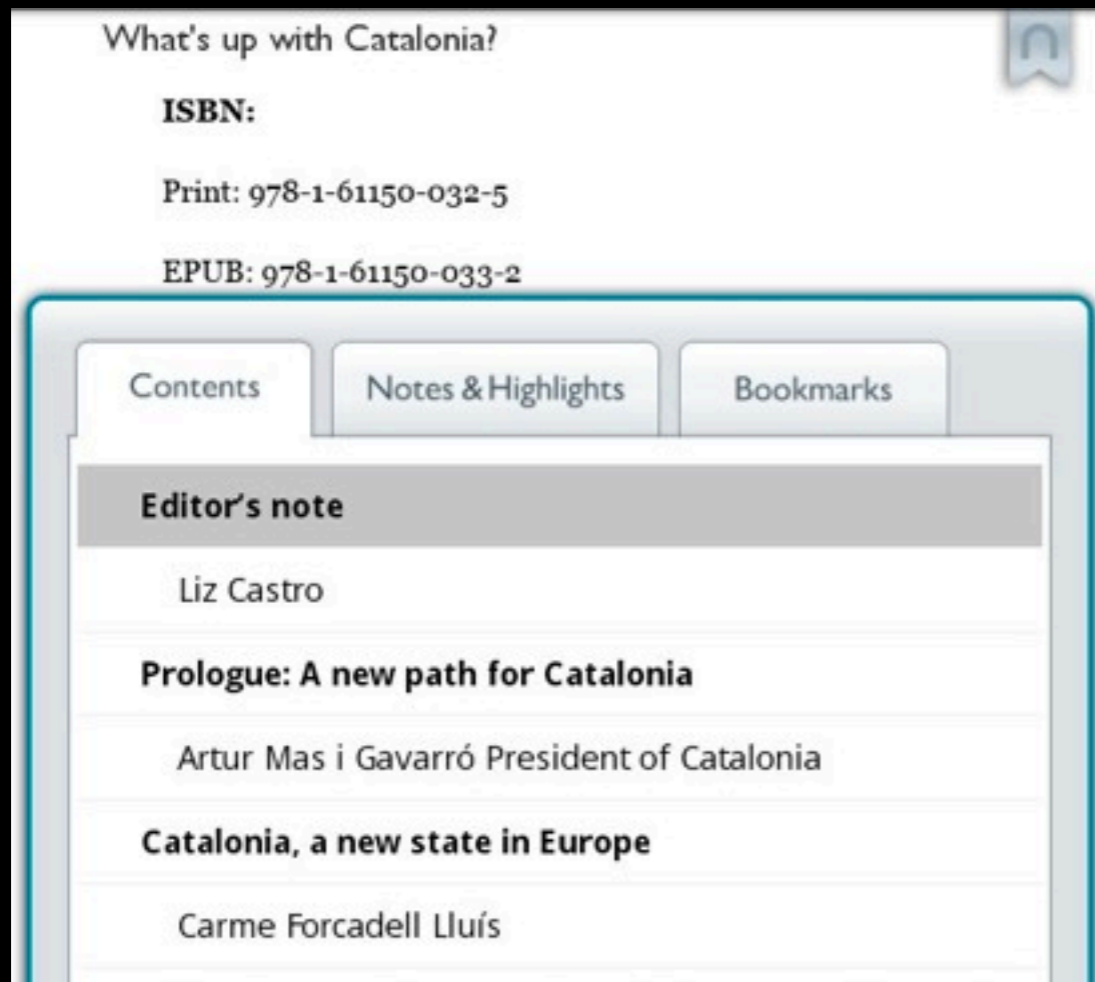 What's up with Catalonia?
ISBN:
Print: 978-1-61150-032-5
EPUB: 978-1-61150-033-2
Contents
Notes & Highlights
Bookmarks
Editor's note
Liz Castro
Prologue: A new path for Catalonia
Artur Mas i Gavarró President of Catalonia
Catalonia, a new state in Europe
Carme Forcadell Lluís